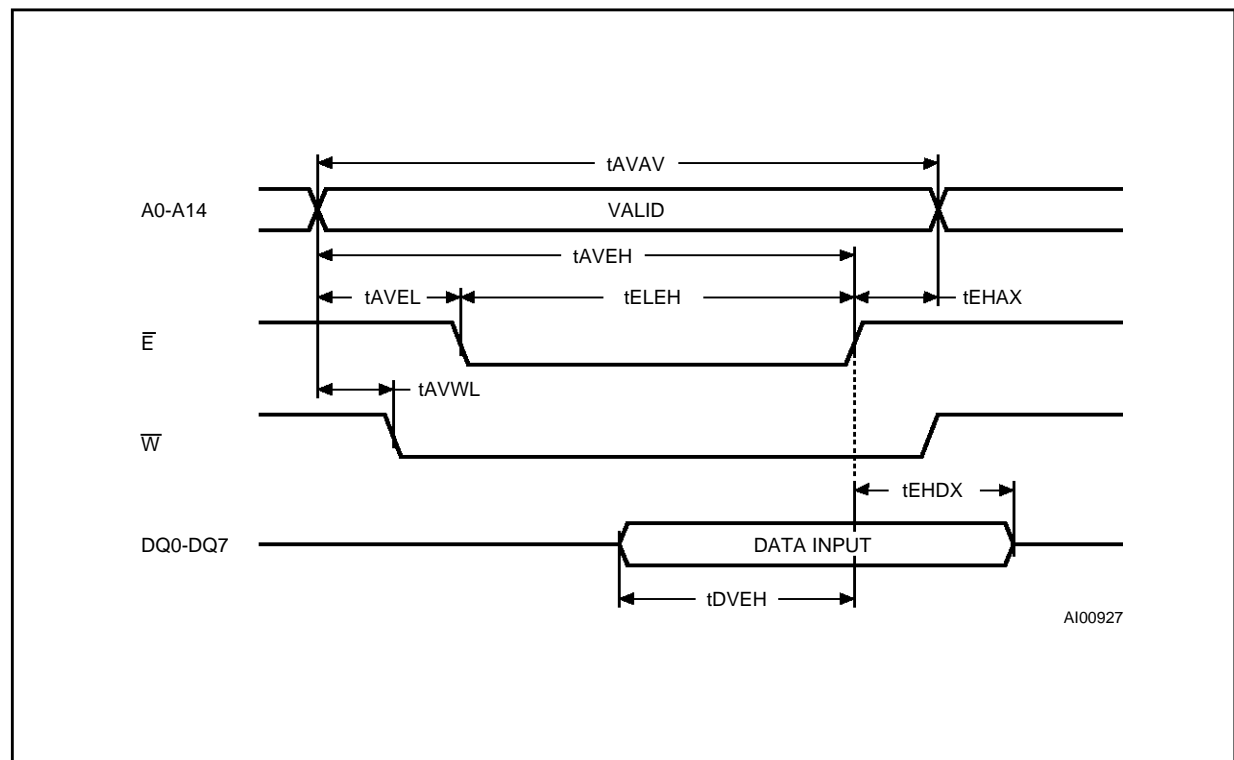 tAVAV
A0-A14
VALID
tAVEH
tAVEL
tELEH
tEHAX
E̅
tAVWL
W̅
tEHDX
DQ0-DQ7
DATA INPUT
tDVEH
AI00927